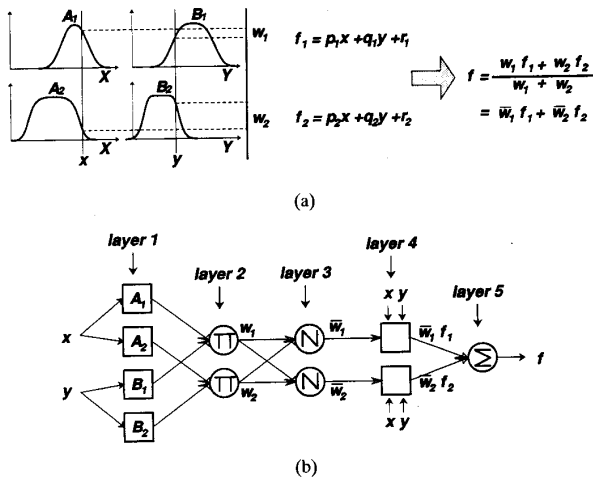 A₁ B₁
w₁ f₁ = p₁x + q₁y + r₁
X Y
A₂ B₂
w₂ f₂ = p₂x + q₂y + r₂
x X y Y
f = w₁ f₁ + w₂ f₂ / w₁ + w₂
= w̅₁ f₁ + w̅₂ f₂
(a)
layer 1
layer 2
layer 3
layer 4
layer 5
x
y
A₁
A₂
B₁
B₂
Π w₁
Π w₂
N w̅₁
N w̅₂
x y
w̅₁ f₁
w̅₂ f₂
x y
Σ f
(b)